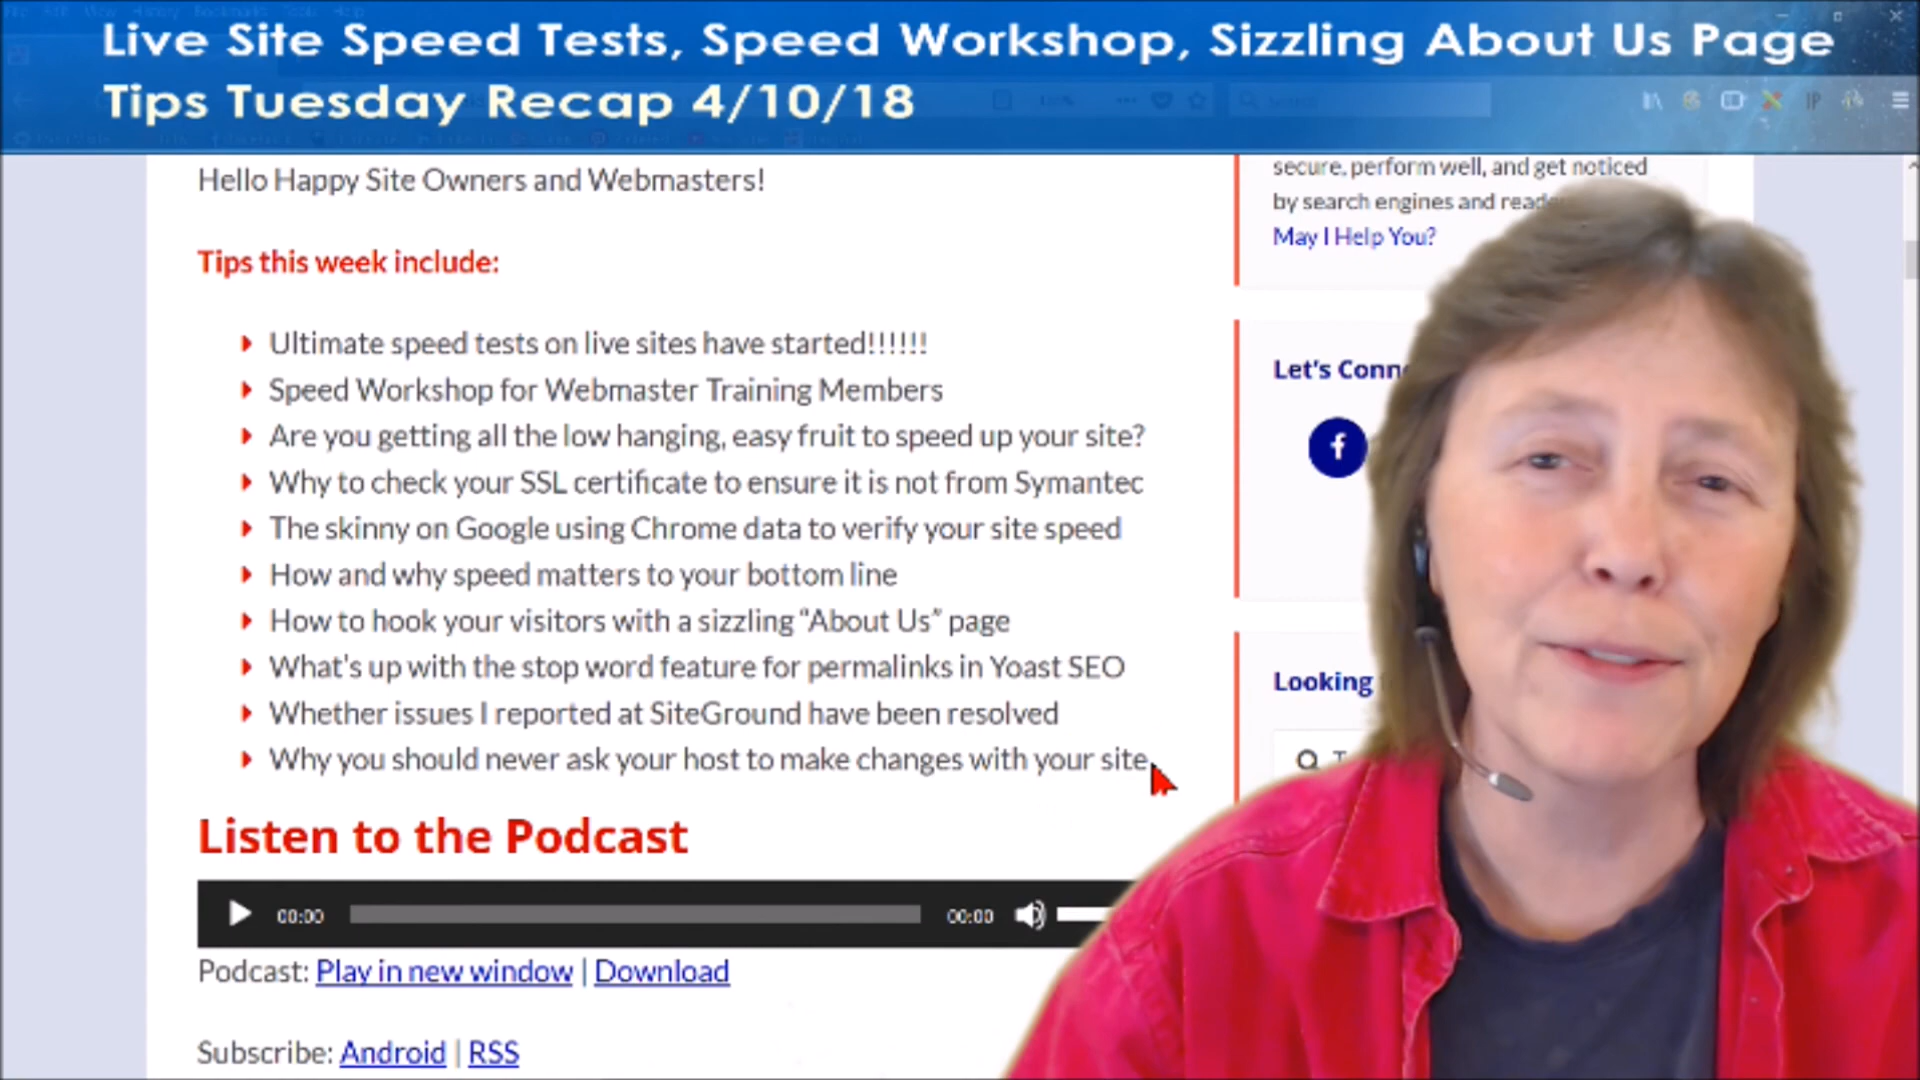 Live Site Speed Tests, Speed Workshop, Sizzling About Us Page
Tips Tuesday Recap 4/10/18
Hello Happy Site Owners and Webmasters!
Tips this week include:
Ultimate speed tests on live sites have started!!!!!!
Speed Workshop for Webmaster Training Members
Are you getting all the low hanging, easy fruit to speed up your site?
Why to check your SSL certificate to ensure it is not from Symantec
The skinny on Google using Chrome data to verify your site speed
How and why speed matters to your bottom line
How to hook your visitors with a sizzling “About Us” page
What's up with the stop word feature for permalinks in Yoast SEO
Whether issues I reported at SiteGround have been resolved
Why you should never ask your host to make changes with your site
Listen to the Podcast
00:00 00:00
Podcast: Play in new window | Download
Subscribe: Android | RSS
secure, perform well, and get noticed
by search engines and
May I Help You?
Let's
Looking